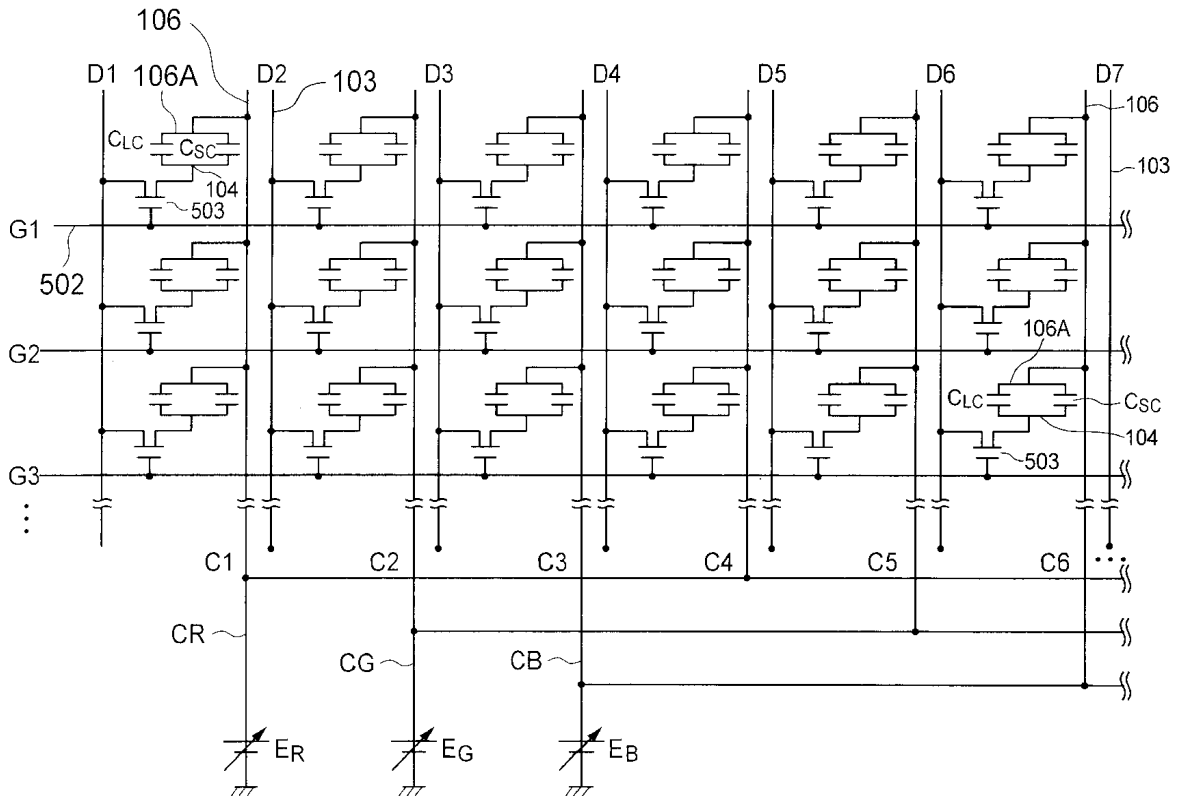 106
D1 106A D2 103 D3 D4 D5 D6 D7
106
CLC CSC
103
104
503
G1
502
106A
G2
CLC CSC
104
503
G3
⋮
C1 C2 C3 C4 C5 C6 ...
CR
CG CB
ER EG EB